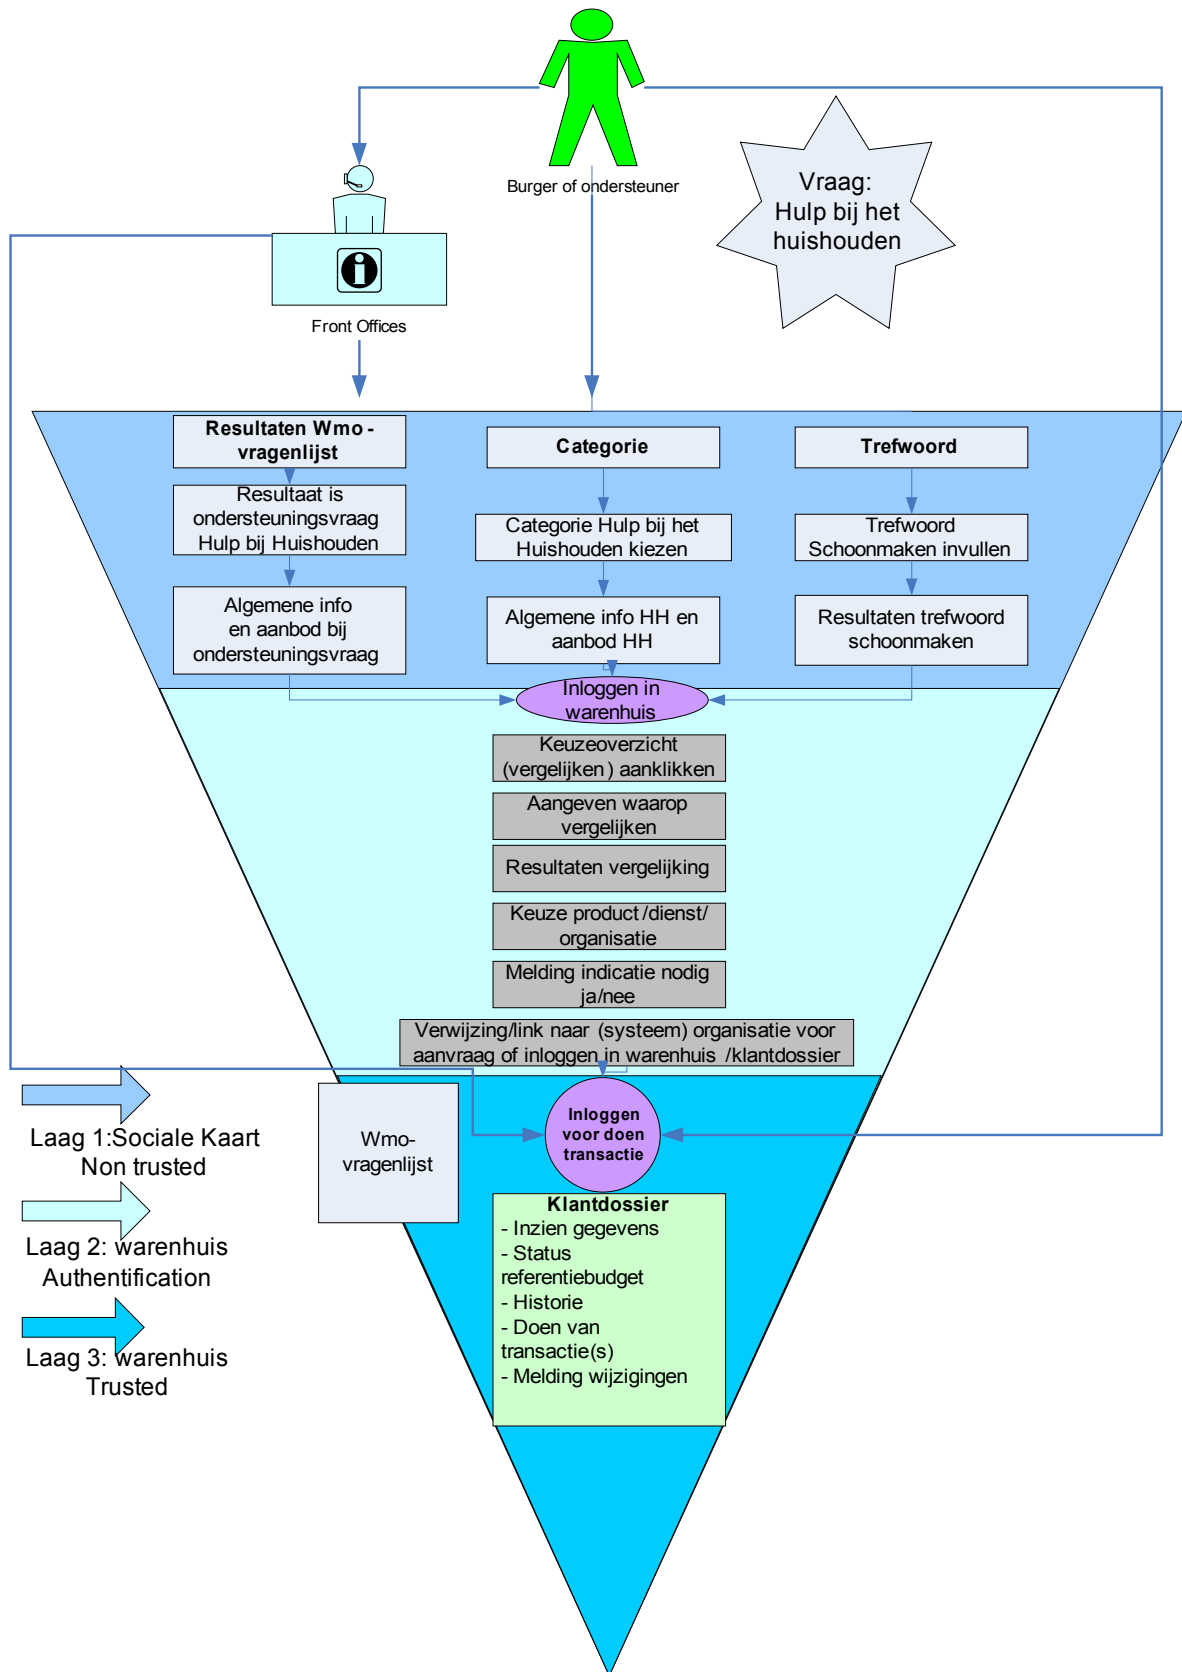 Burger of ondersteuner
Vraag:
Hulp bij het
huishouden
Front Offices
Resultaten Wmo -
vragenlijst
Resultaat is
ondersteuningsvraag
Hulp bij Huishouden
Algemene info
en aanbod bij
ondersteuningsvraag
Categorie
Categorie Hulp bij het
Huishouden kiezen
Algemene info HH en
aanbod HH
Trefwoord
Trefwoord
Schoonmaken invullen
Resultaten trefwoord
schoonmaken
Inloggen in
warenhuis
Keuzeoverzicht
(vergelijken ) aanklikken
Aangeven waarop
vergelijken
Resultaten vergelijking
Keuze product /dienst/
organisatie
Melding indicatie nodig
ja/nee
Verwijzing/link naar (systeem) organisatie voor
aanvraag of inloggen in warenhuis /klantdossier
Laag 1:Sociale Kaart
Non trusted
Laag 2: warenhuis
Authentification
Laag 3: warenhuis
Trusted
Wmo-
vragenlijst
Inloggen
voor doen
transactie
Klantdossier
- Inzien gegevens
- Status
referentiebudget
- Historie
- Doen van
transactie(s)
- Melding wijzigingen